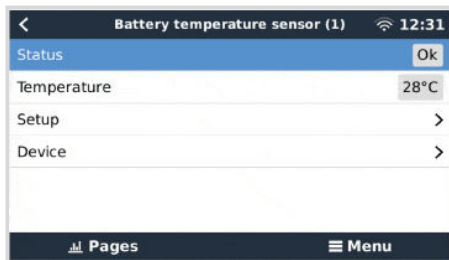 Battery temperature sensor (1) 12:31
Status Ok
Temperature 28°C
Setup
Device
Pages Menu